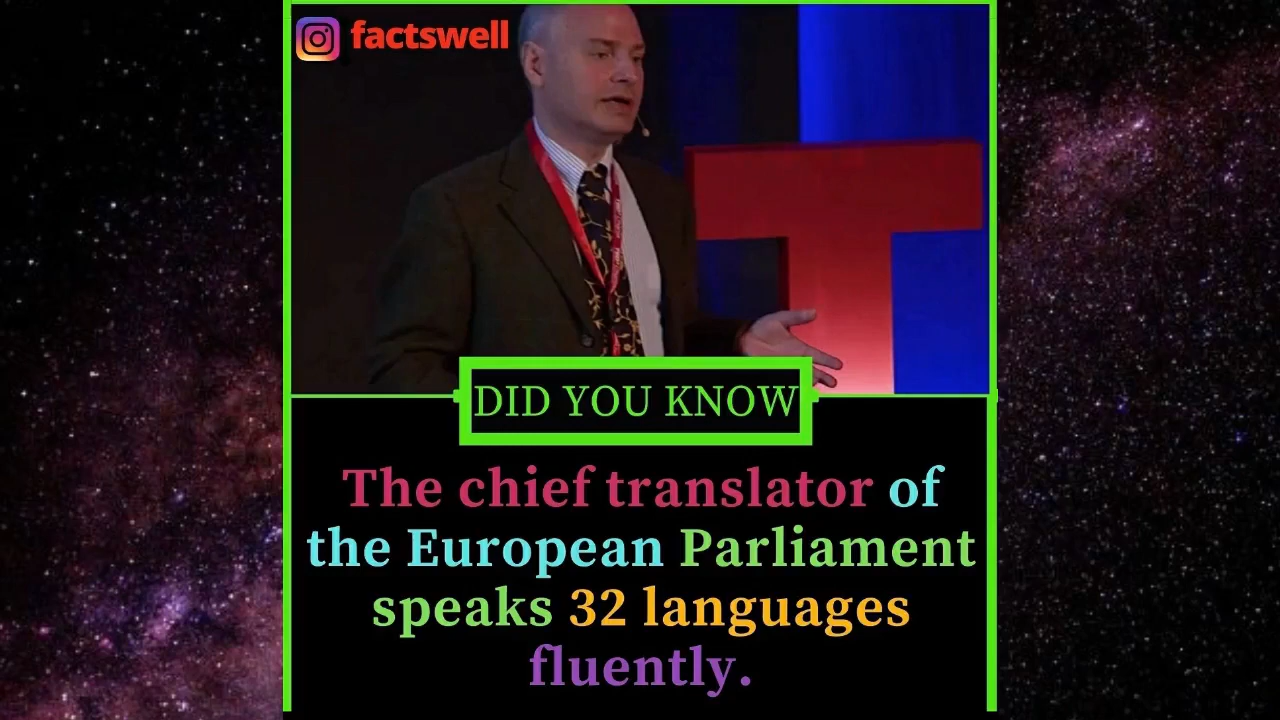 factswell
DID YOU KNOW
The chief translator of
the European Parliament
speaks 32 languages
fluently.